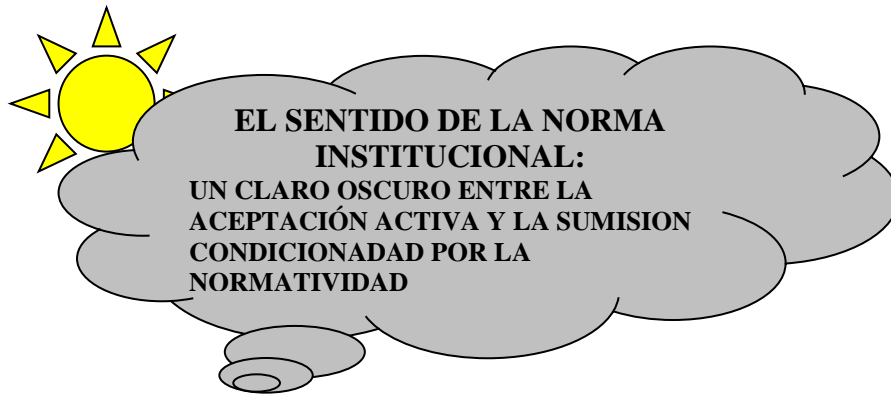 EL SENTIDO DE LA NORMA
INSTITUCIONAL:
UN CLARO OSCURO ENTRE LA
ACEPTACIÓN ACTIVA Y LA SUMISION
CONDICIONADAD POR LA
NORMATIVIDAD